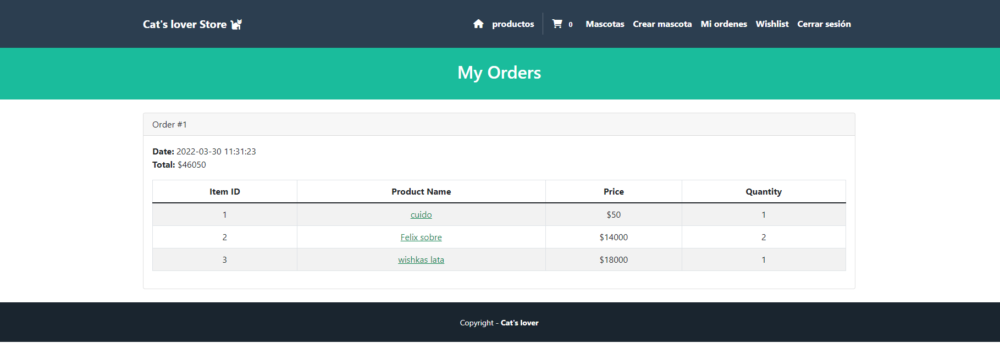 Cat's lover Store
productos 0 Mascotas Crear mascota Mi ordenes Wishlist Cerrar sesión
My Orders
Order #1
Date: 2022-03-30 11:31:23
Total: $46050
Item ID Product Name Price Quantity
1 cuido $50 1
2 Felix sobre $14000 2
3 wishkas lata $18000 1
Copyright - Cat's lover